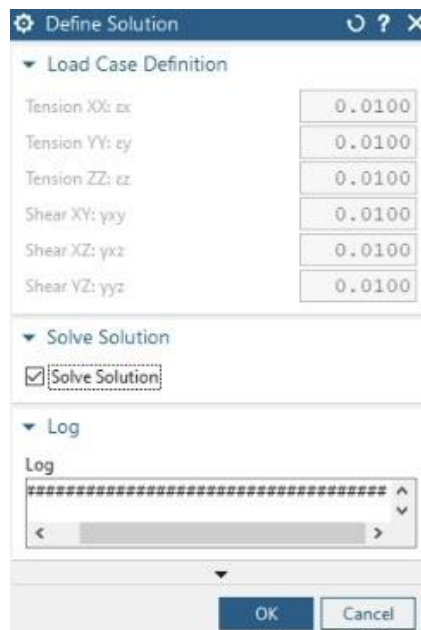 Define Solution
Load Case Definition
Tension XX: εx 0.0100
Tension YY: εy 0.0100
Tension ZZ: εz 0.0100
Shear XY: γxy 0.0100
Shear XZ: γxz 0.0100
Shear YZ: γyz 0.0100
Solve Solution
Solve Solution
Log
Log
####################################
OK Cancel